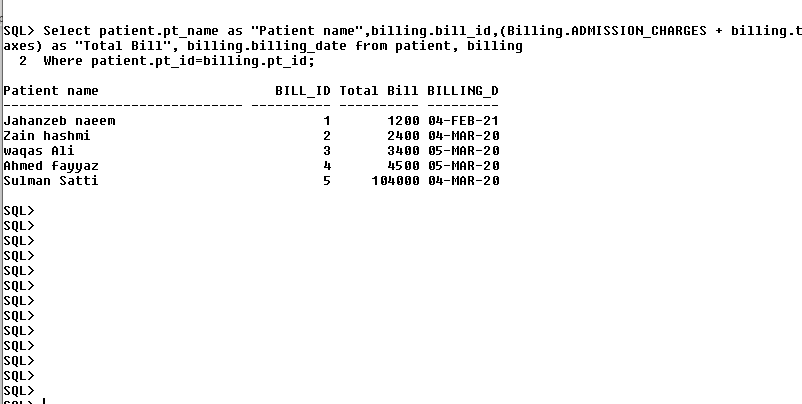 SQL> Select patient.pt_name as "Patient name",billing.bill_id,(Billing.ADMISSION_CHARGES + billing.t
axes) as "Total Bill", billing.billing_date from patient, billing
  2  Where patient.pt_id=billing.pt_id;
Patient name                      BILL_ID Total Bill BILLING_D
------------------------------ ---------- ---------- ---------
Jahanzeb naeem                          1       1200 04-FEB-21
Zain hashmi                             2       2400 04-MAR-20
waqas Ali                               3       3400 05-MAR-20
Ahmed fayyaz                            4       4500 05-MAR-20
Sulman Satti                            5     104000 04-MAR-20
SQL>
SQL>
SQL>
SQL>
SQL>
SQL>
SQL>
SQL>
SQL>
SQL>
SQL>
SQL>
SQL>
SQL>